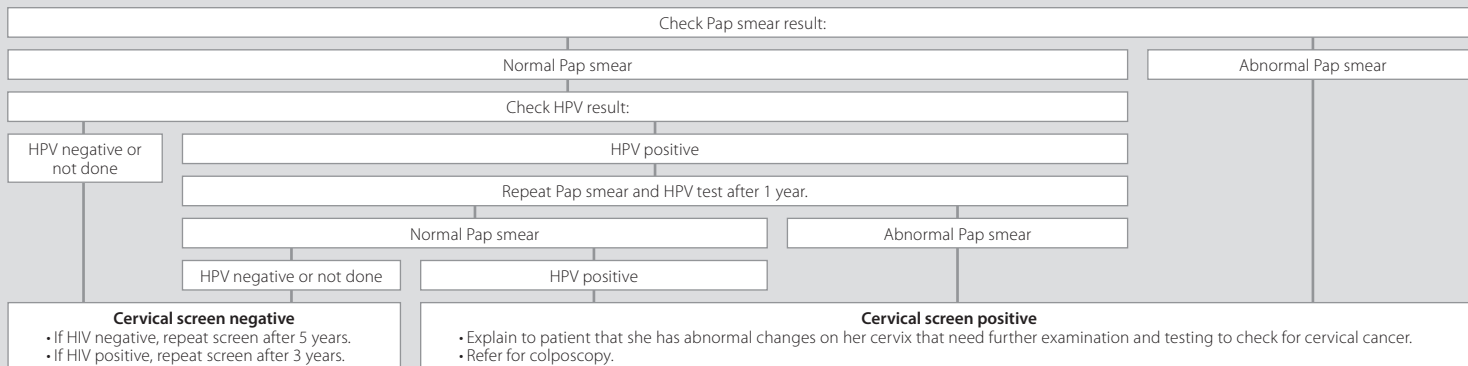 Check Pap smear result:
Normal Pap smear
Abnormal Pap smear
Check HPV result:
HPV negative or
not done
HPV positive
Repeat Pap smear and HPV test after 1 year.
Normal Pap smear
Abnormal Pap smear
HPV negative or not done
HPV positive
Cervical screen negative
• If HIV negative, repeat screen after 5 years.
• If HIV positive, repeat screen after 3 years.
Cervical screen positive
• Explain to patient that she has abnormal changes on her cervix that need further examination and testing to check for cervical cancer.
• Refer for colposcopy.